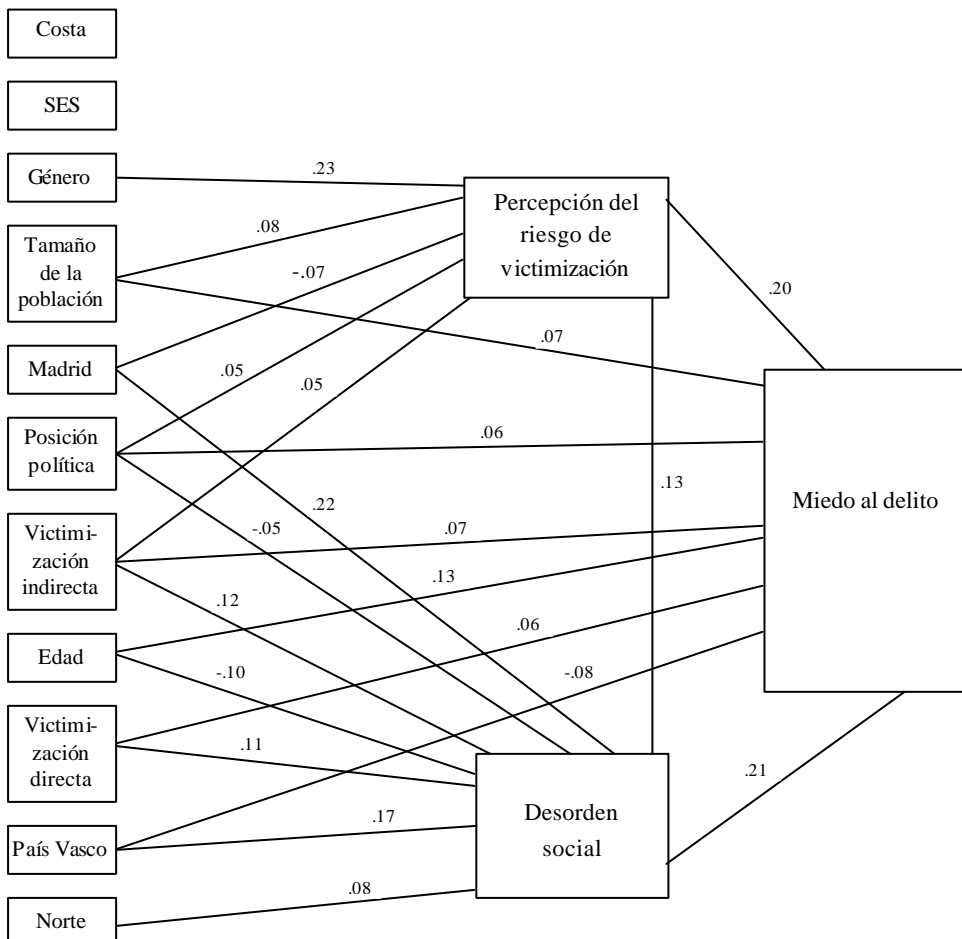 Costa
SES
Género
.23
Percepción del
riesgo de
victimización
.08
Tamaño
de la
población
-.07
.20
.07
Madrid
.05
.05
Posición
política
.06
.13
Miedo al delito
.22
-.05
.07
Victimi-
zación
indirecta
.13
.12
.06
Edad
-.10
-.08
Victimi-
zación
directa
.11
.21
Desorden
social
.17
País Vasco
.08
Norte